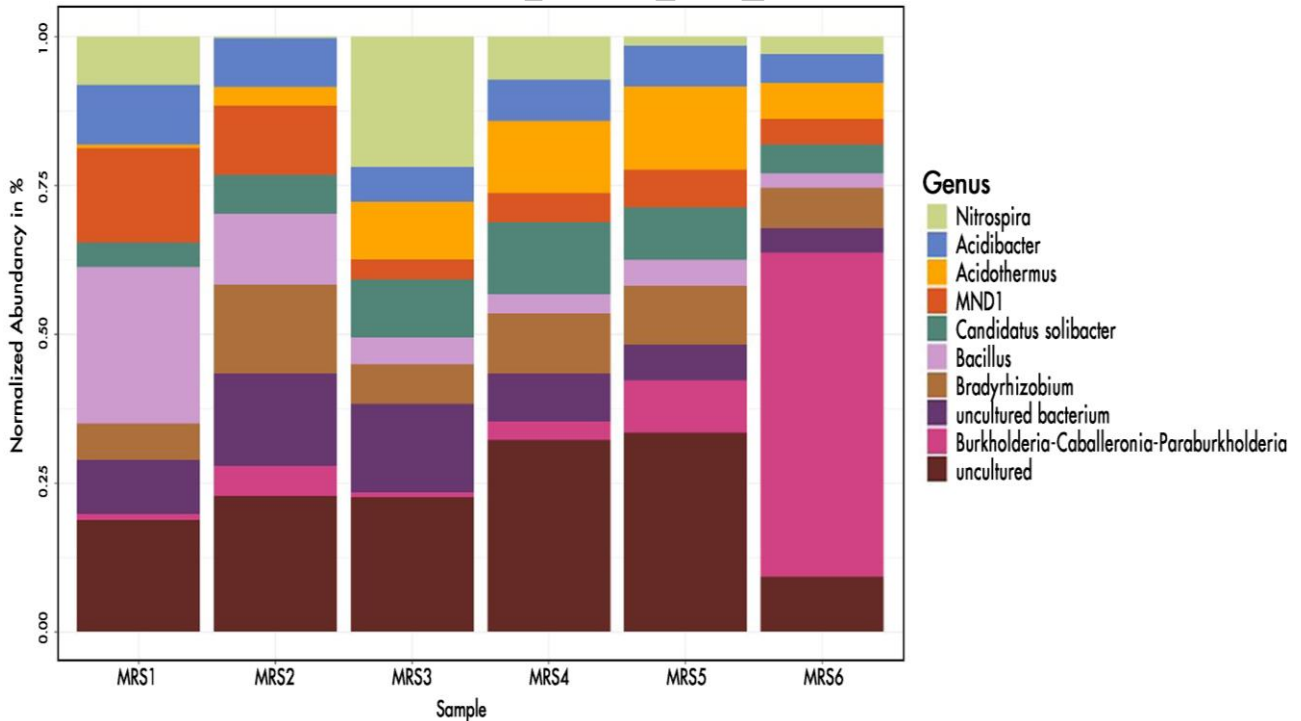 Normalized Abundancy in %
1.00
0.75
0.50
0.25
0.00
MRS1 MRS2 MRS3 MRS4 MRS5 MRS6
Sample
Genus
Nitrospira
Acidibacter
Acidothermus
MND1
Candidatus solibacter
Bacillus
Bradyrhizobium
uncultured bacterium
Burkholderia-Caballeronia-Paraburkholderia
uncultured